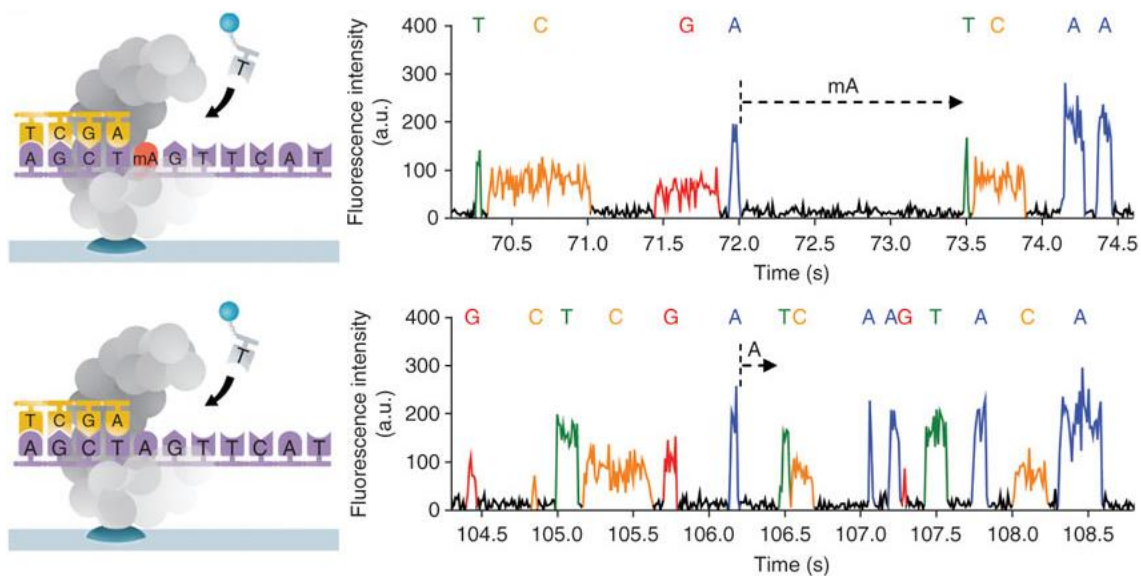 T
T C G A
A G C T mA G T T C A T
Fluorescence intensity
(a.u.)
400
300
200
100
0
T C G A T C A A
mA
70.5 71.0 71.5 72.0 72.5 73.0 73.5 74.0 74.5
Time (s)
T
T C G A
A G C T A G T T C A T
Fluorescence intensity
(a.u.)
400
300
200
100
0
G C T C G A T C A A G T A C A
A
104.5 105.0 105.5 106.0 106.5 107.0 107.5 108.0 108.5
Time (s)